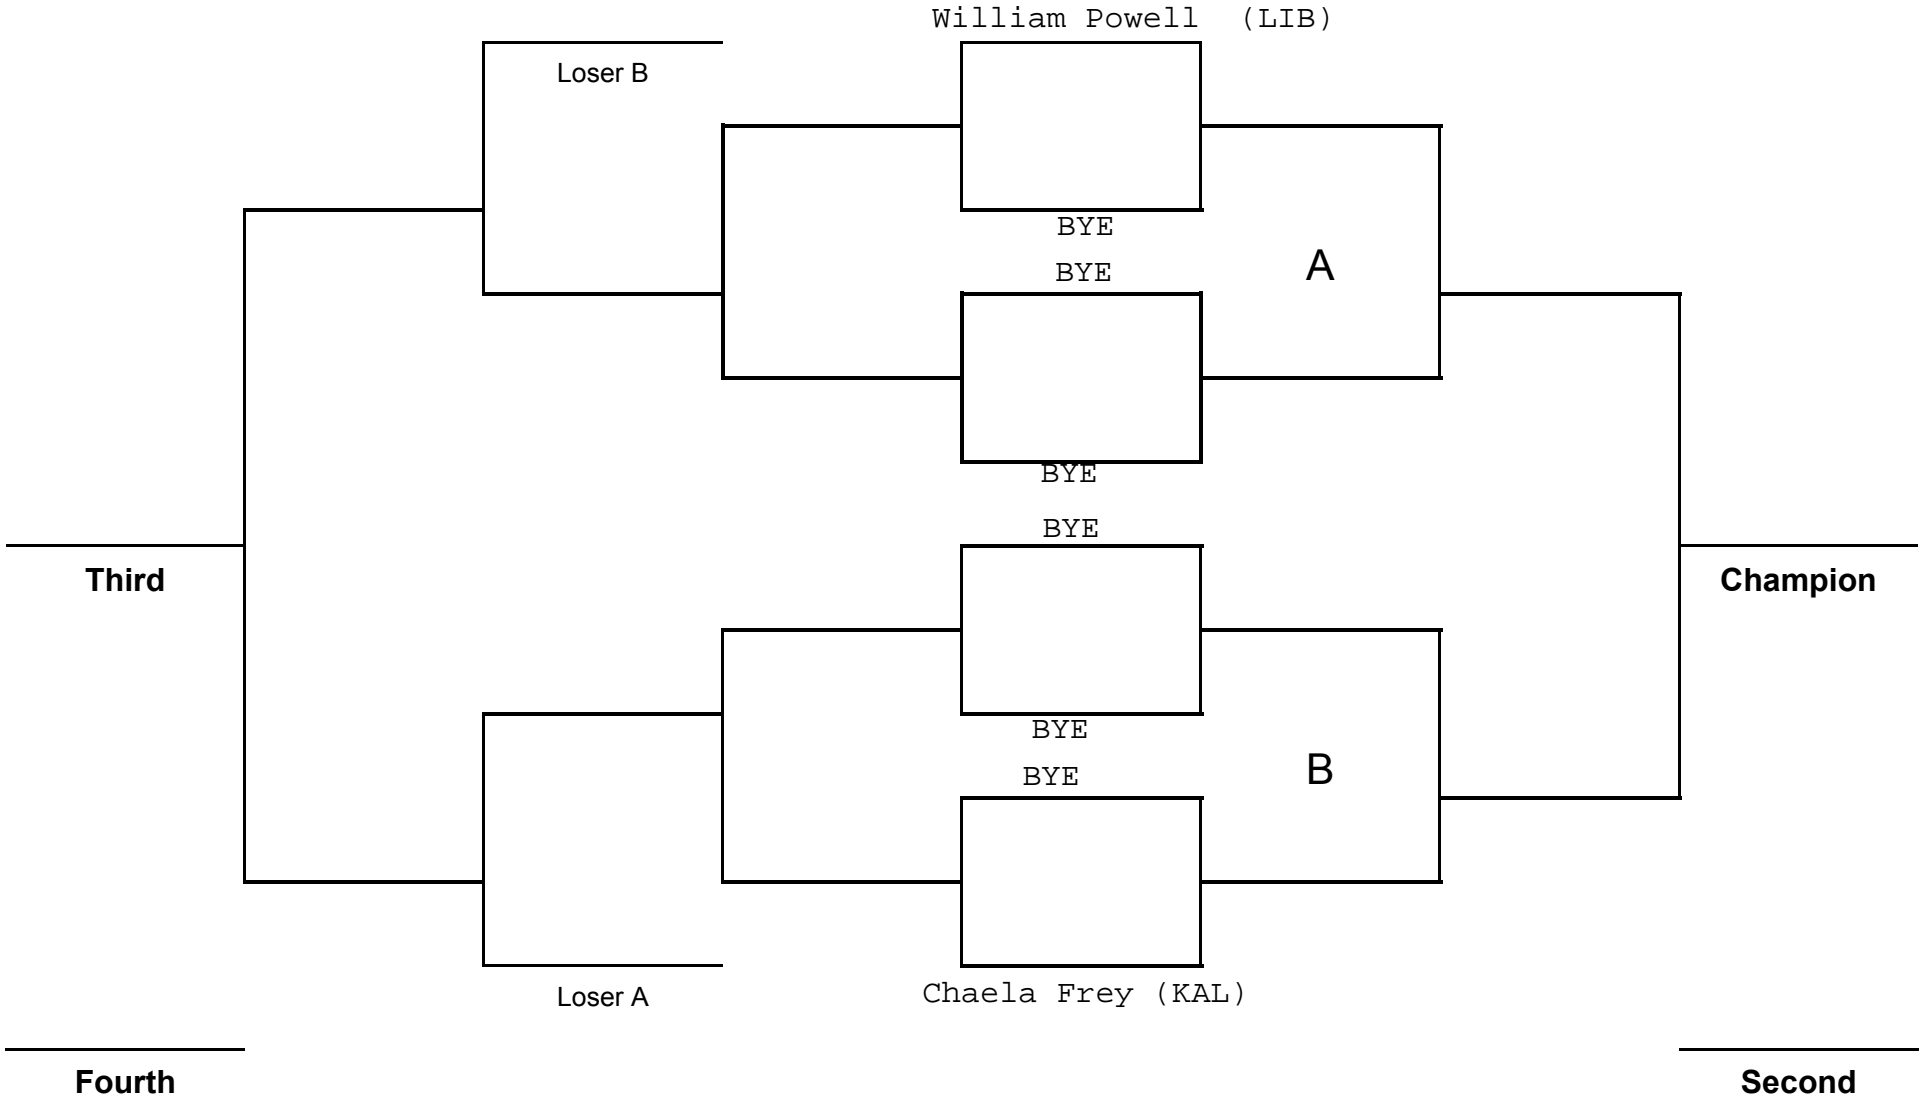 William Powell  (LIB)
Loser B
BYE
BYE
A
BYE
BYE
Third
Champion
BYE
BYE
B
Loser A
Chaela Frey (KAL)
Fourth
Second